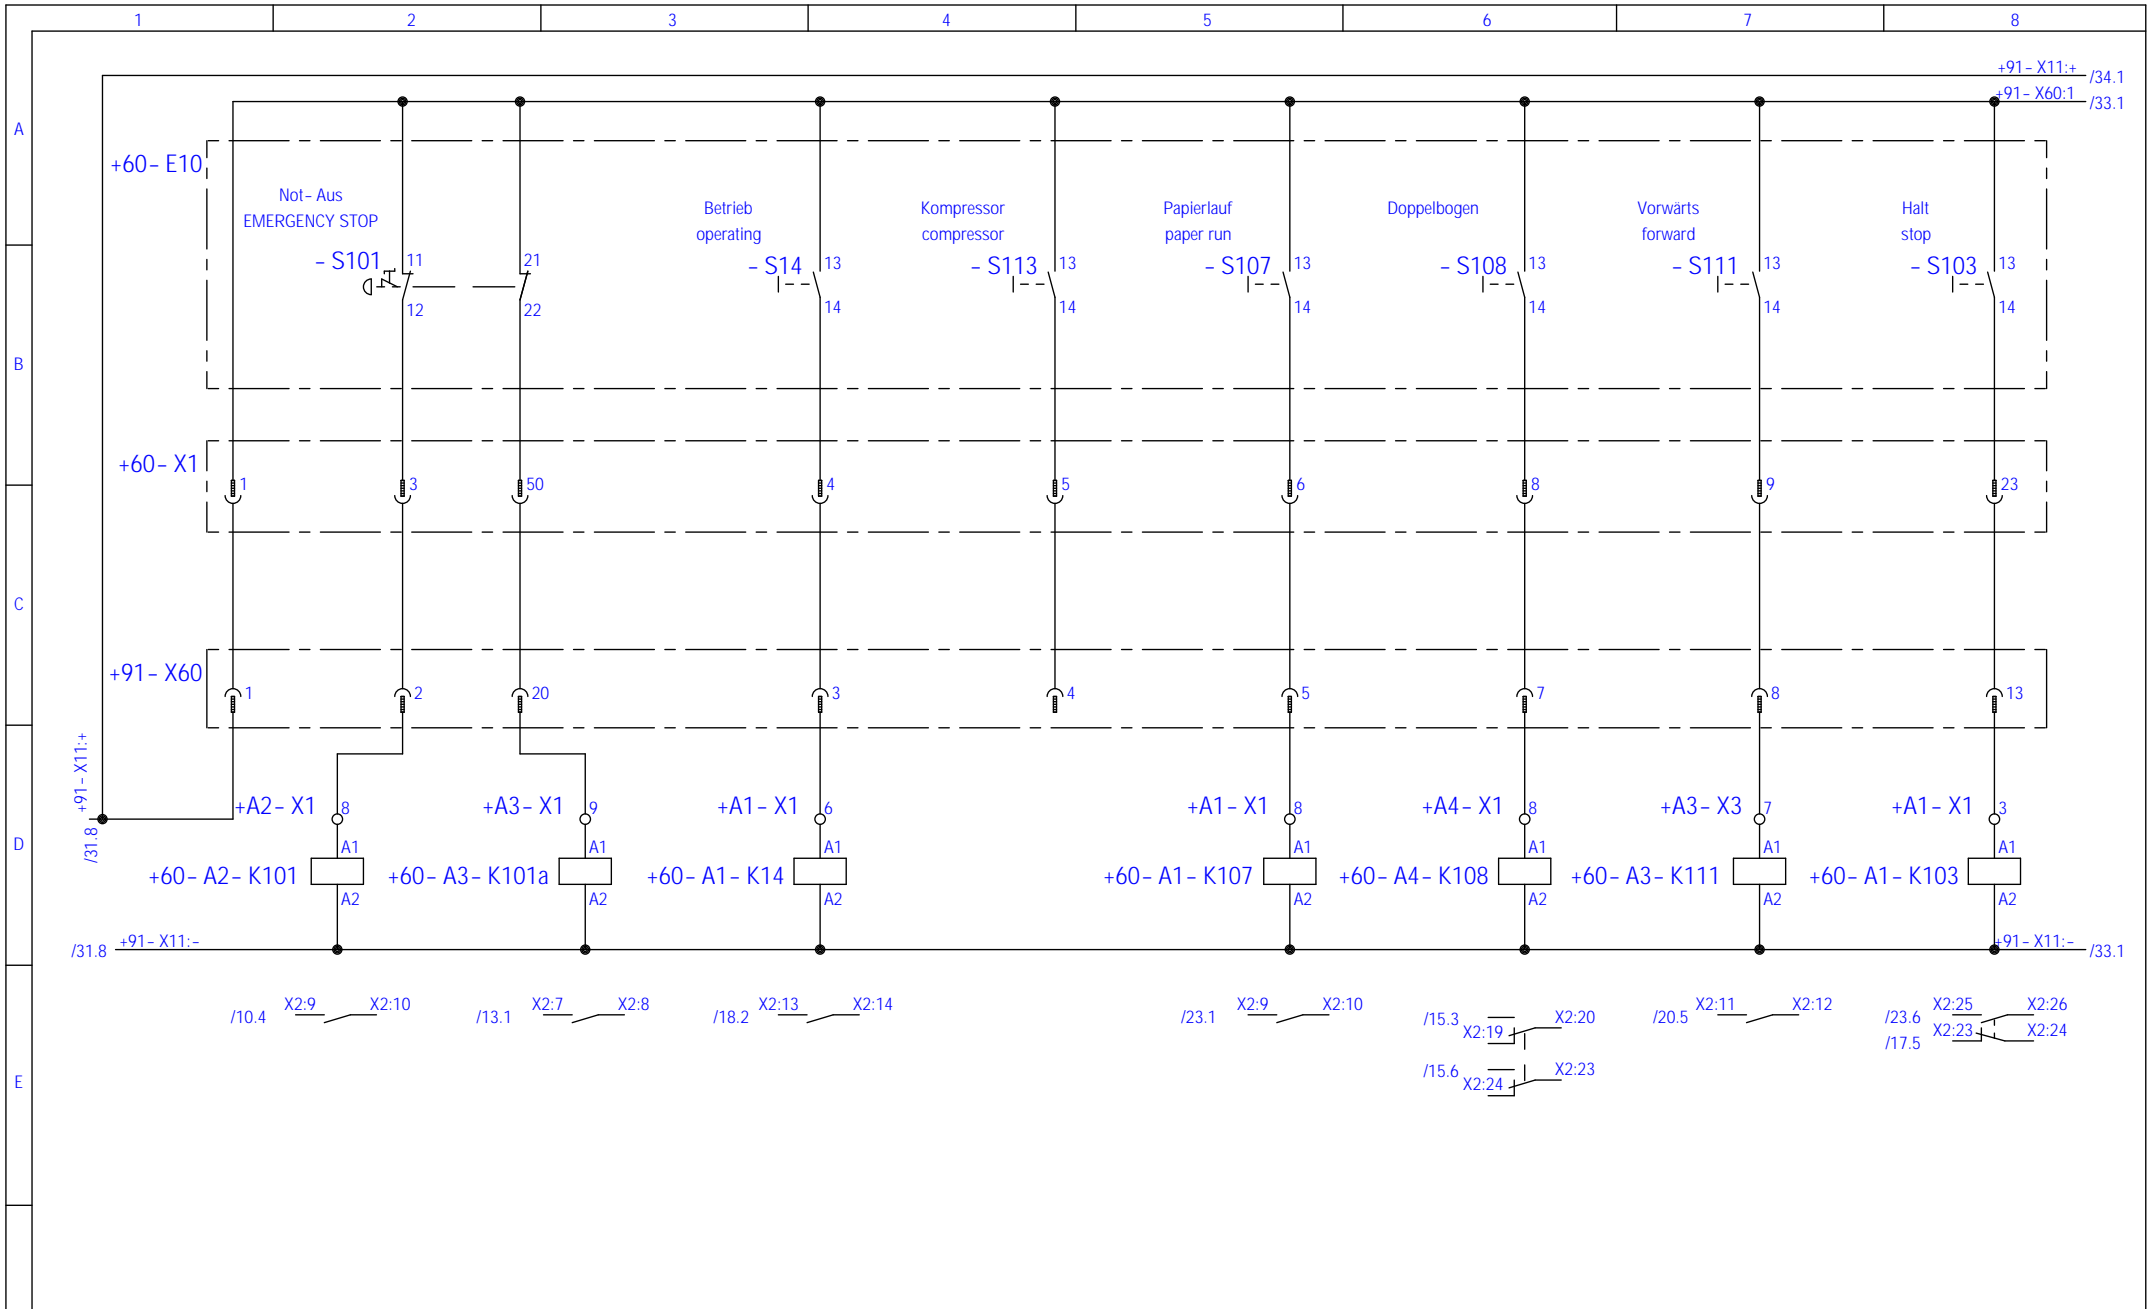 1 2 3 4 5 6 7 8
+91-X11:+ /34.1
+91-X60:1 /33.1
A
+60-E10
Not-Aus
EMERGENCY STOP
Betrieb
operating
Kompressor
compressor
Papierlauf
paper run
Doppelbogen
Vorwärts
forward
Halt
stop
-S101 11 21 -S14 13 -S113 13 -S107 13 -S108 13 -S111 13 -S103 13
12 22 14 14 14 14 14 14
B
+60-X1
1 3 50 4 5 6 8 9 23
C
+91-X60
1 2 20 3 4 5 7 8 13
+91-X11:+
/31.8
+A2-X1 8 +A3-X1 9 +A1-X1 6 +A1-X1 8 +A4-X1 8 +A3-X3 7 +A1-X1 3
D
A1 A1 A1 A1 A1 A1 A1
+60-A2-K101 +60-A3-K101a +60-A1-K14 +60-A1-K107 +60-A4-K108 +60-A3-K111 +60-A1-K103
A2 A2 A2 A2 A2 A2 A2
/31.8 +91-X11:- +91-X11:- /33.1
/10.4 X2:9 X2:10 /13.1 X2:7 X2:8 /18.2 X2:13 X2:14 /23.1 X2:9 X2:10 /15.3 X2:19 X2:20 /20.5 X2:11 X2:12 /23.6 X2:25 X2:26
/17.5 X2:23 X2:24
/15.6 X2:24 X2:23
E